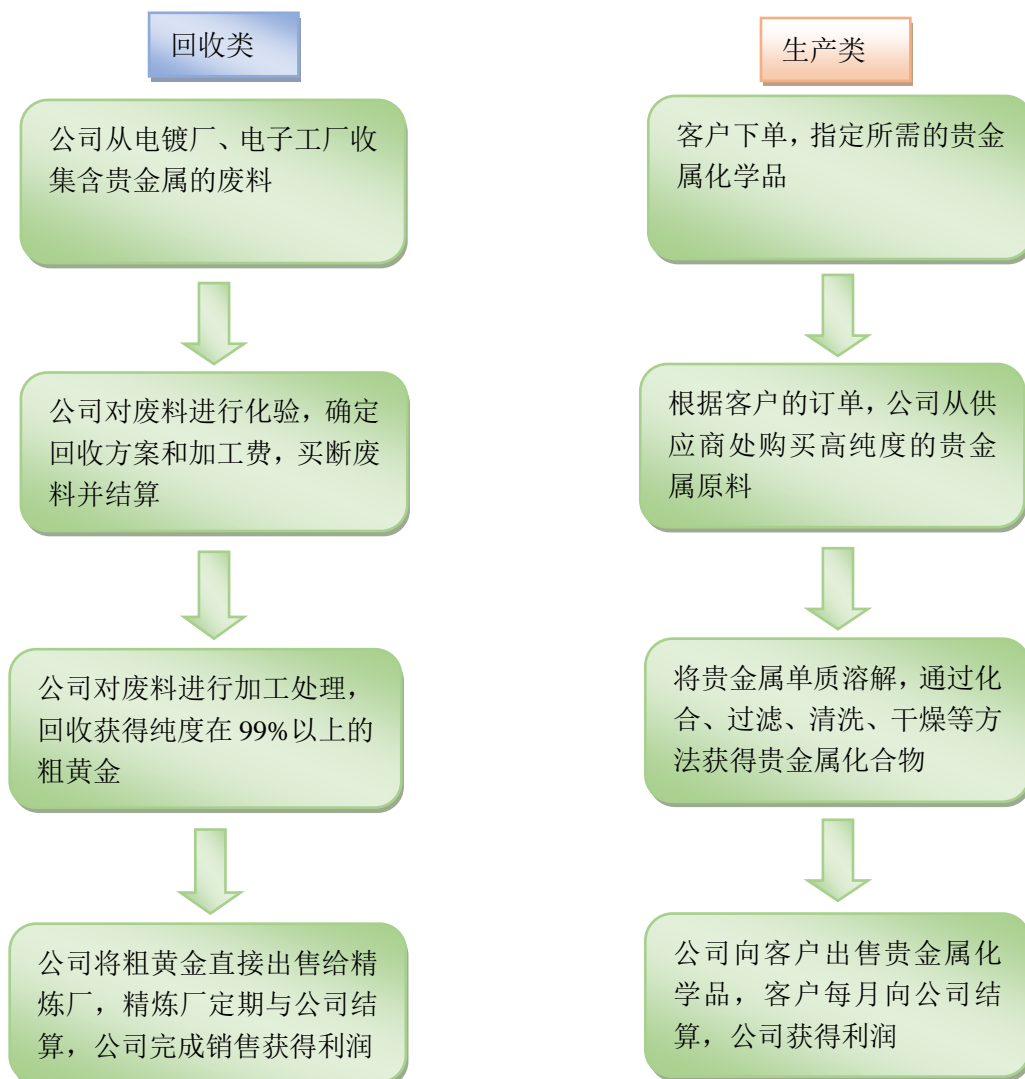 回收类
公司从电镀厂、电子工厂收
集含贵金属的废料
公司对废料进行化验，确定
回收方案和加工费，买断废
料并结算
公司对废料进行加工处理，
回收获得纯度在 99%以上的
粗黄金
公司将粗黄金直接出售给精
炼厂，精炼厂定期与公司结
算，公司完成销售获得利润
生产类
客户下单，指定所需的贵金
属化学品
根据客户的订单，公司从供
应商处购买高纯度的贵金
属原料
将贵金属单质溶解，通过化
合、过滤、清洗、干燥等方
法获得贵金属化合物
公司向客户出售贵金属化
学品，客户每月向公司结
算，公司获得利润